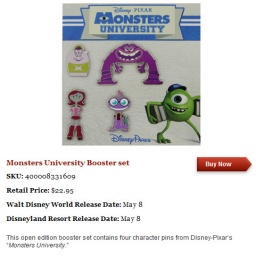 Disney · PIXAR
MONSTERS
UNIVERSITY
Disney Parks
Monsters University Booster set
Buy Now
SKU: 400008331609
Retail Price: $22.95
Walt Disney World Release Date: May 8
Disneyland Resort Release Date: May 8
This open edition booster set contains four character pins from Disney-Pixar's
"Monsters University."